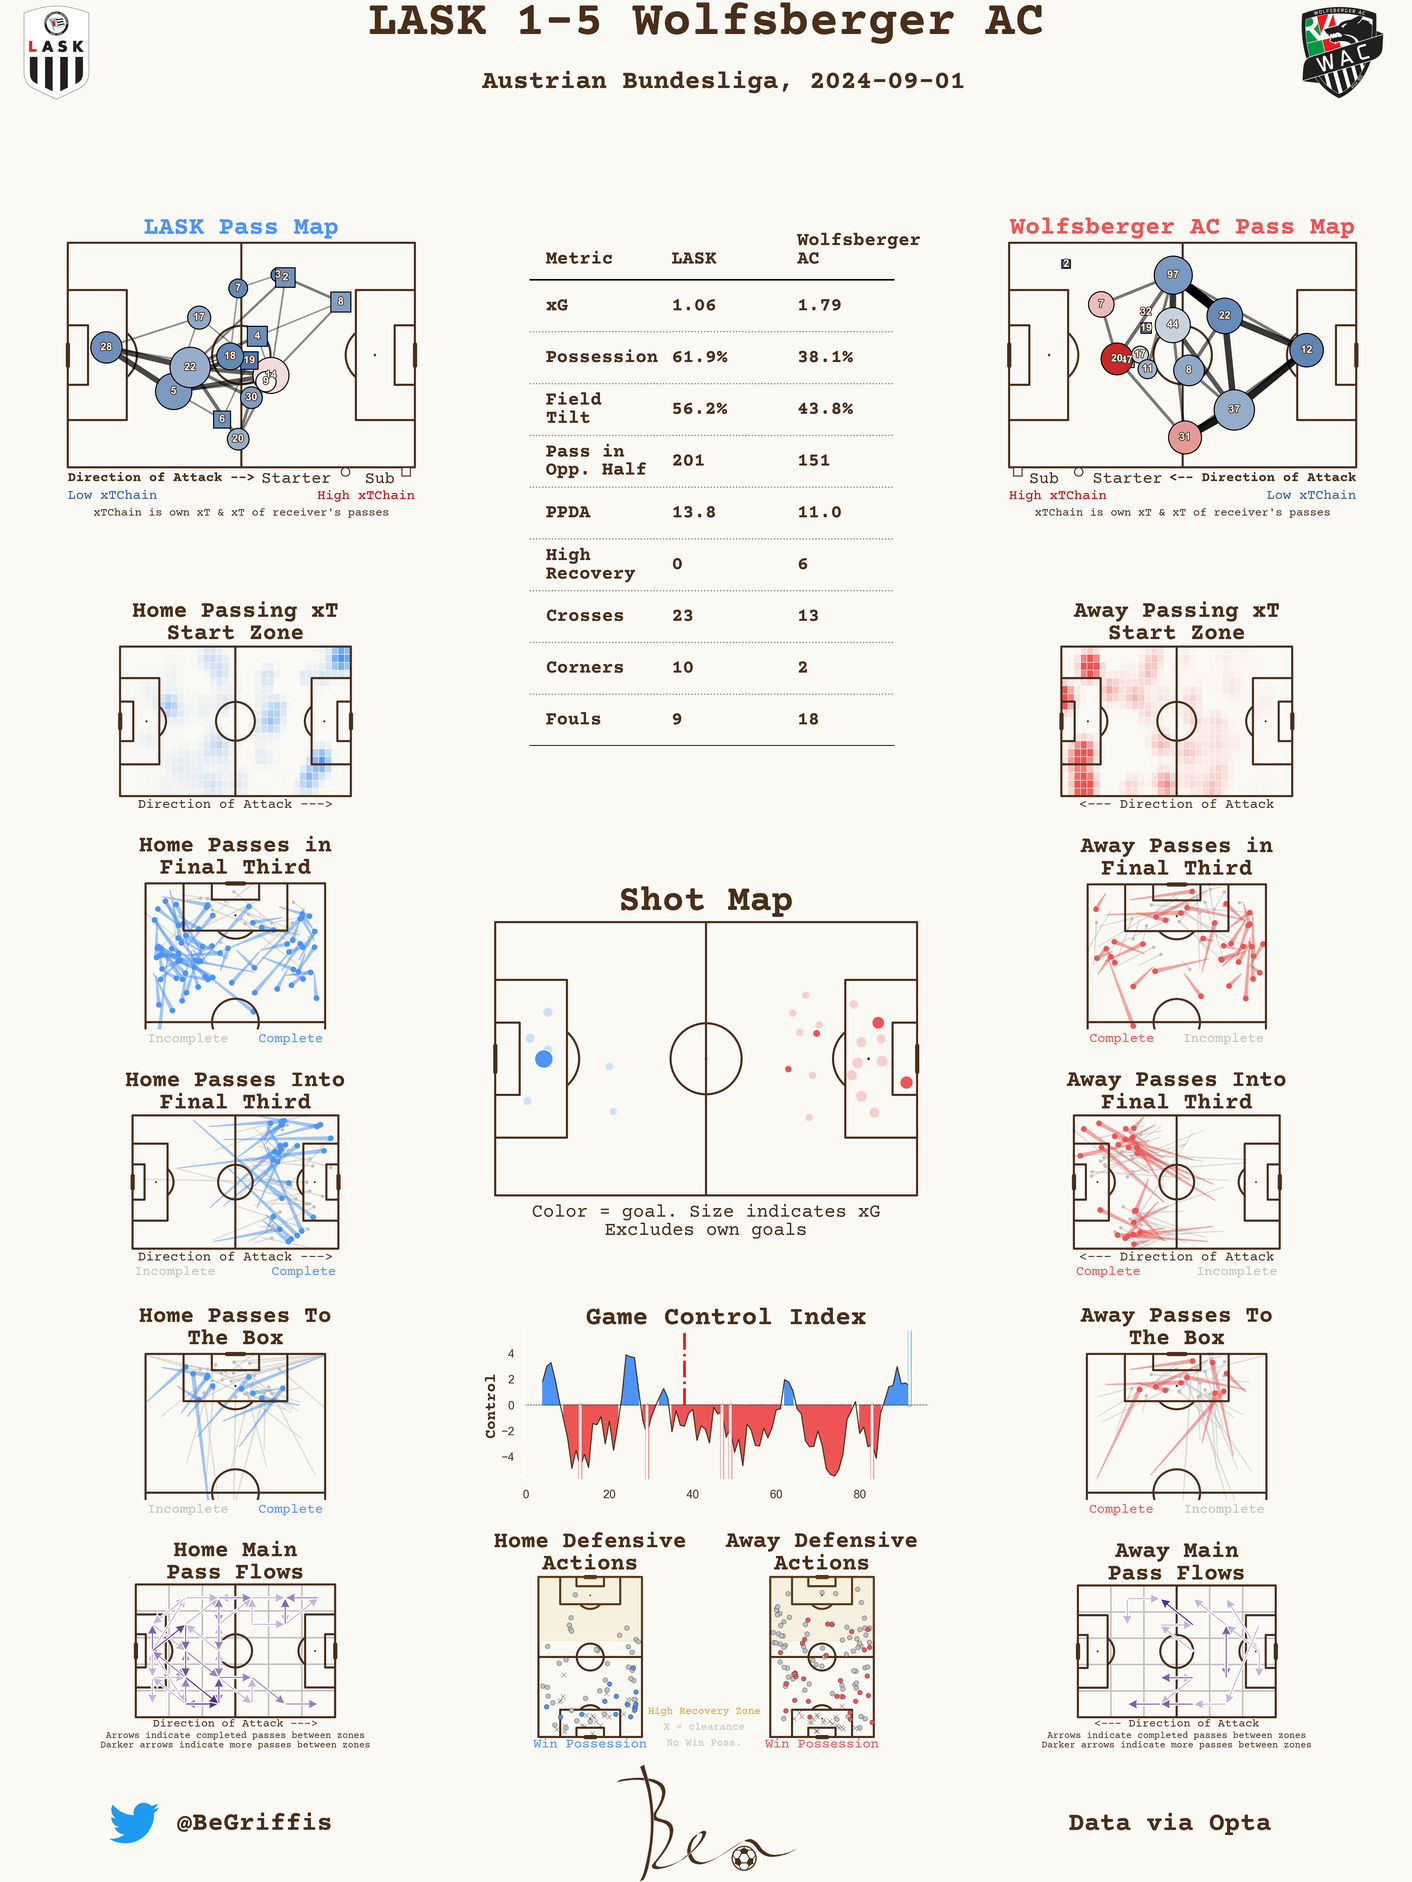 LASK 1-5 Wolfsberger AC
Austrian Bundesliga, 2024-09-01
LASK
WOLFSBERGER AC
WAC
LASK Pass Map
28
17
7
3
2
8
4
18
19
22
14
9
5
30
6
20
Direction of Attack --> Starter Sub
Low xTChain High xTChain
xTChain is own xT & xT of receiver's passes
Metric LASK Wolfsberger AC
xG 1.06 1.79
Possession 61.9% 38.1%
Field Tilt 56.2% 43.8%
Pass in Opp. Half 201 151
PPDA 13.8 11.0
High Recovery 0 6
Crosses 23 13
Corners 10 2
Fouls 9 18
Wolfsberger AC Pass Map
2
97
7
32
19
44
22
20
47
17
11
8
12
37
31
Sub Starter <-- Direction of Attack
High xTChain Low xTChain
xTChain is own xT & xT of receiver's passes
Home Passing xT
Start Zone
Direction of Attack --->
Away Passing xT
Start Zone
<--- Direction of Attack
Home Passes in
Final Third
Incomplete Complete
Away Passes in
Final Third
Complete Incomplete
Shot Map
Color = goal. Size indicates xG
Excludes own goals
Home Passes Into
Final Third
Direction of Attack --->
Incomplete Complete
Away Passes Into
Final Third
<--- Direction of Attack
Complete Incomplete
Home Passes To
The Box
Incomplete Complete
Game Control Index
Control
4
2
0
−2
−4
0 20 40 60 80
Away Passes To
The Box
Complete Incomplete
Home Main
Pass Flows
Direction of Attack --->
Arrows indicate completed passes between zones
Darker arrows indicate more passes between zones
Home Defensive
Actions
Win Possession
Away Defensive
Actions
Win Possession
High Recovery Zone
X = clearance
No Win Poss.
Away Main
Pass Flows
<--- Direction of Attack
Arrows indicate completed passes between zones
Darker arrows indicate more passes between zones
@BeGriffis
Ben
Data via Opta